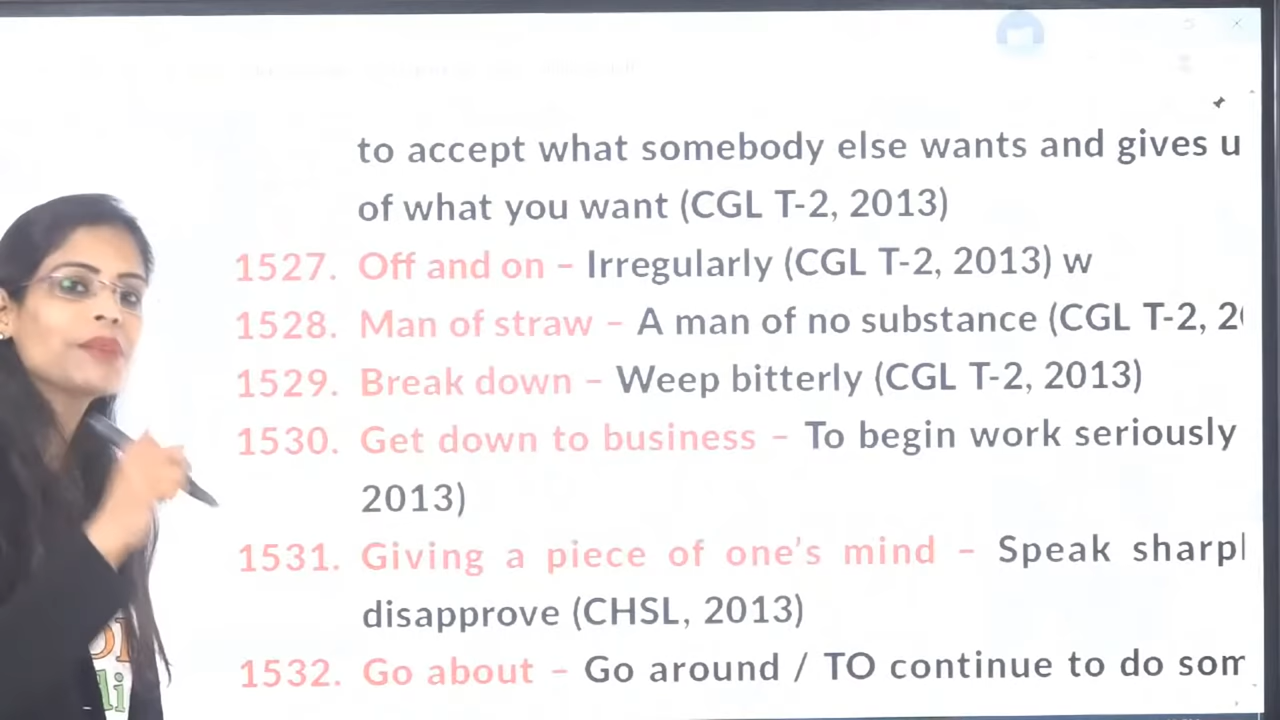 to accept what somebody else wants and gives u
of what you want (CGL T-2, 2013)
1527. Off and on – Irregularly (CGL T-2, 2013) w
1528. Man of straw – A man of no substance (CGL T-2, 2
1529. Break down – Weep bitterly (CGL T-2, 2013)
1530. Get down to business – To begin work seriously
2013)
1531. Giving a piece of one's mind – Speak sharpl
disapprove (CHSL, 2013)
1532. Go about – Go around / TO continue to do som